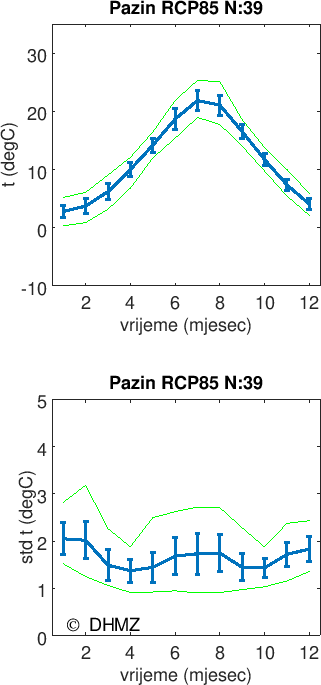 Pazin RCP85 N:39
30
20
10
0
-10
t (degC)
2 4 6 8 10 12
vrijeme (mjesec)
Pazin RCP85 N:39
5
4
3
2
1
0
std t (degC)
© DHMZ
2 4 6 8 10 12
vrijeme (mjesec)